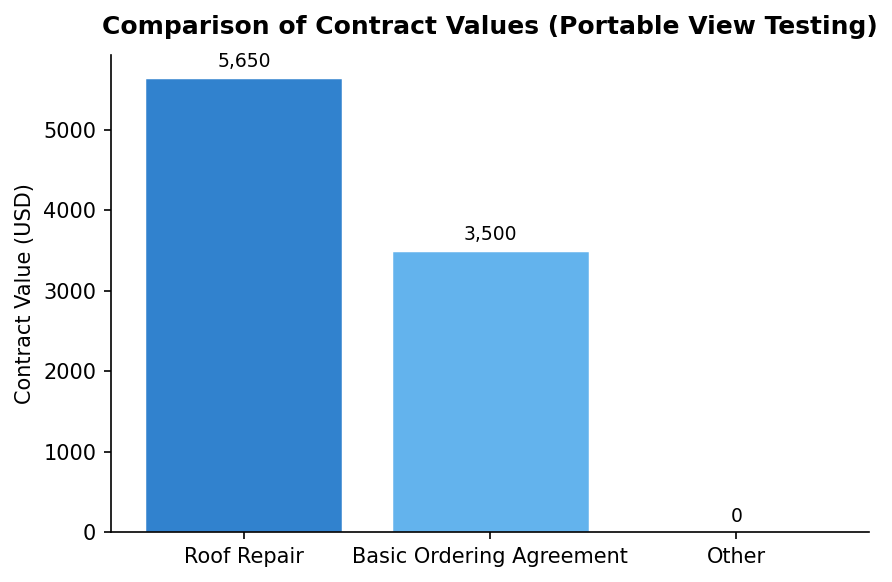 Comparison of Contract Values (Portable View Testing)
Contract Value (USD)
5000
4000
3000
2000
1000
0
5,650
3,500
0
Roof Repair
Basic Ordering Agreement
Other